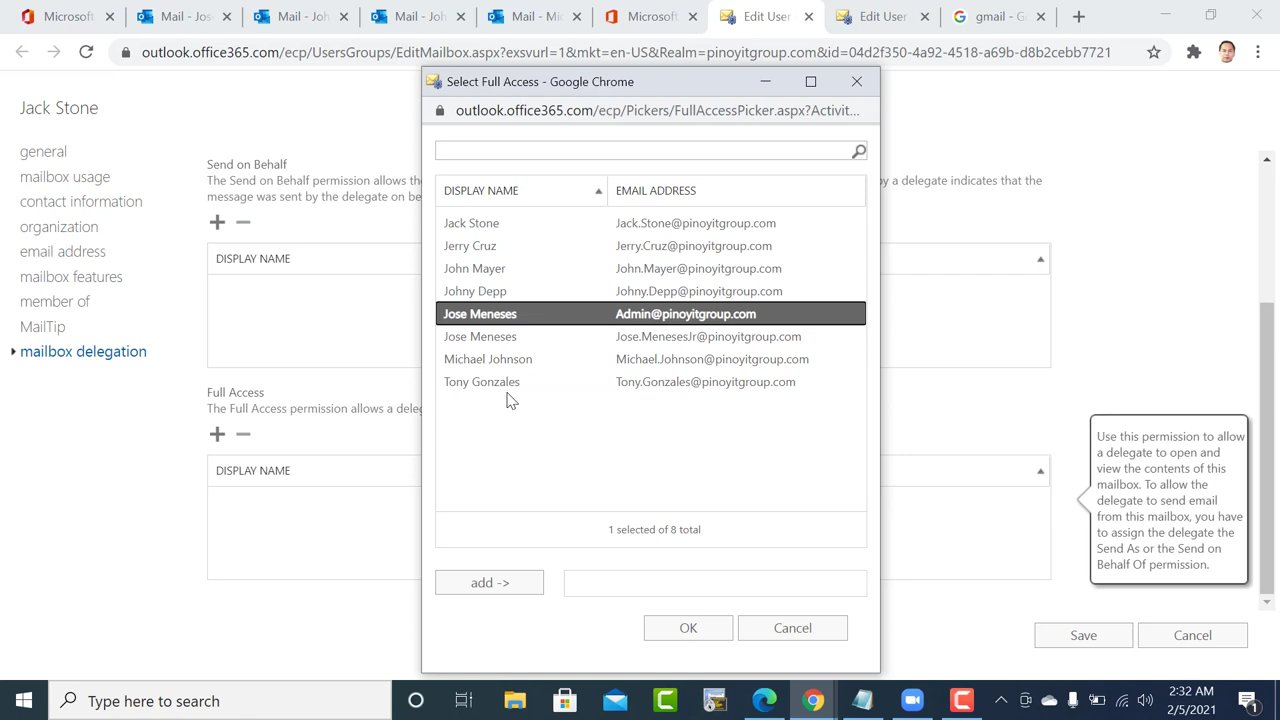 Microsoft
Mail - Jos
Mail - Joh
Mail - Joh
Mail - Mic
Microsoft
Edit User
Edit User
gmail - G
outlook.office365.com/ecp/UsersGroups/EditMailbox.aspx?exsvurl=1&mkt=en-US&Realm=pinoyitgroup.com&id=04d2f350-4a92-4518-a69b-d8b2cebb7721
Jack Stone
general
mailbox usage
contact information
organization
email address
mailbox features
member of
MailTip
mailbox delegation
Send on Behalf
The Send on Behalf permission allows the
message was sent by the delegate on be
y a delegate indicates that the
DISPLAY NAME
Full Access
The Full Access permission allows a deleg
DISPLAY NAME
Select Full Access - Google Chrome
outlook.office365.com/ecp/Pickers/FullAccessPicker.aspx?Activit...
DISPLAY NAME EMAIL ADDRESS
Jack Stone Jack.Stone@pinoyitgroup.com
Jerry Cruz Jerry.Cruz@pinoyitgroup.com
John Mayer John.Mayer@pinoyitgroup.com
Johny Depp Johny.Depp@pinoyitgroup.com
Jose Meneses Admin@pinoyitgroup.com
Jose Meneses Jose.MenesesJr@pinoyitgroup.com
Michael Johnson Michael.Johnson@pinoyitgroup.com
Tony Gonzales Tony.Gonzales@pinoyitgroup.com
1 selected of 8 total
add ->
OK
Cancel
Use this permission to allow
a delegate to open and
view the contents of this
mailbox. To allow the
delegate to send email
from this mailbox, you have
to assign the delegate the
Send As or the Send on
Behalf Of permission.
Save
Cancel
Type here to search
2:32 AM
2/5/2021
1